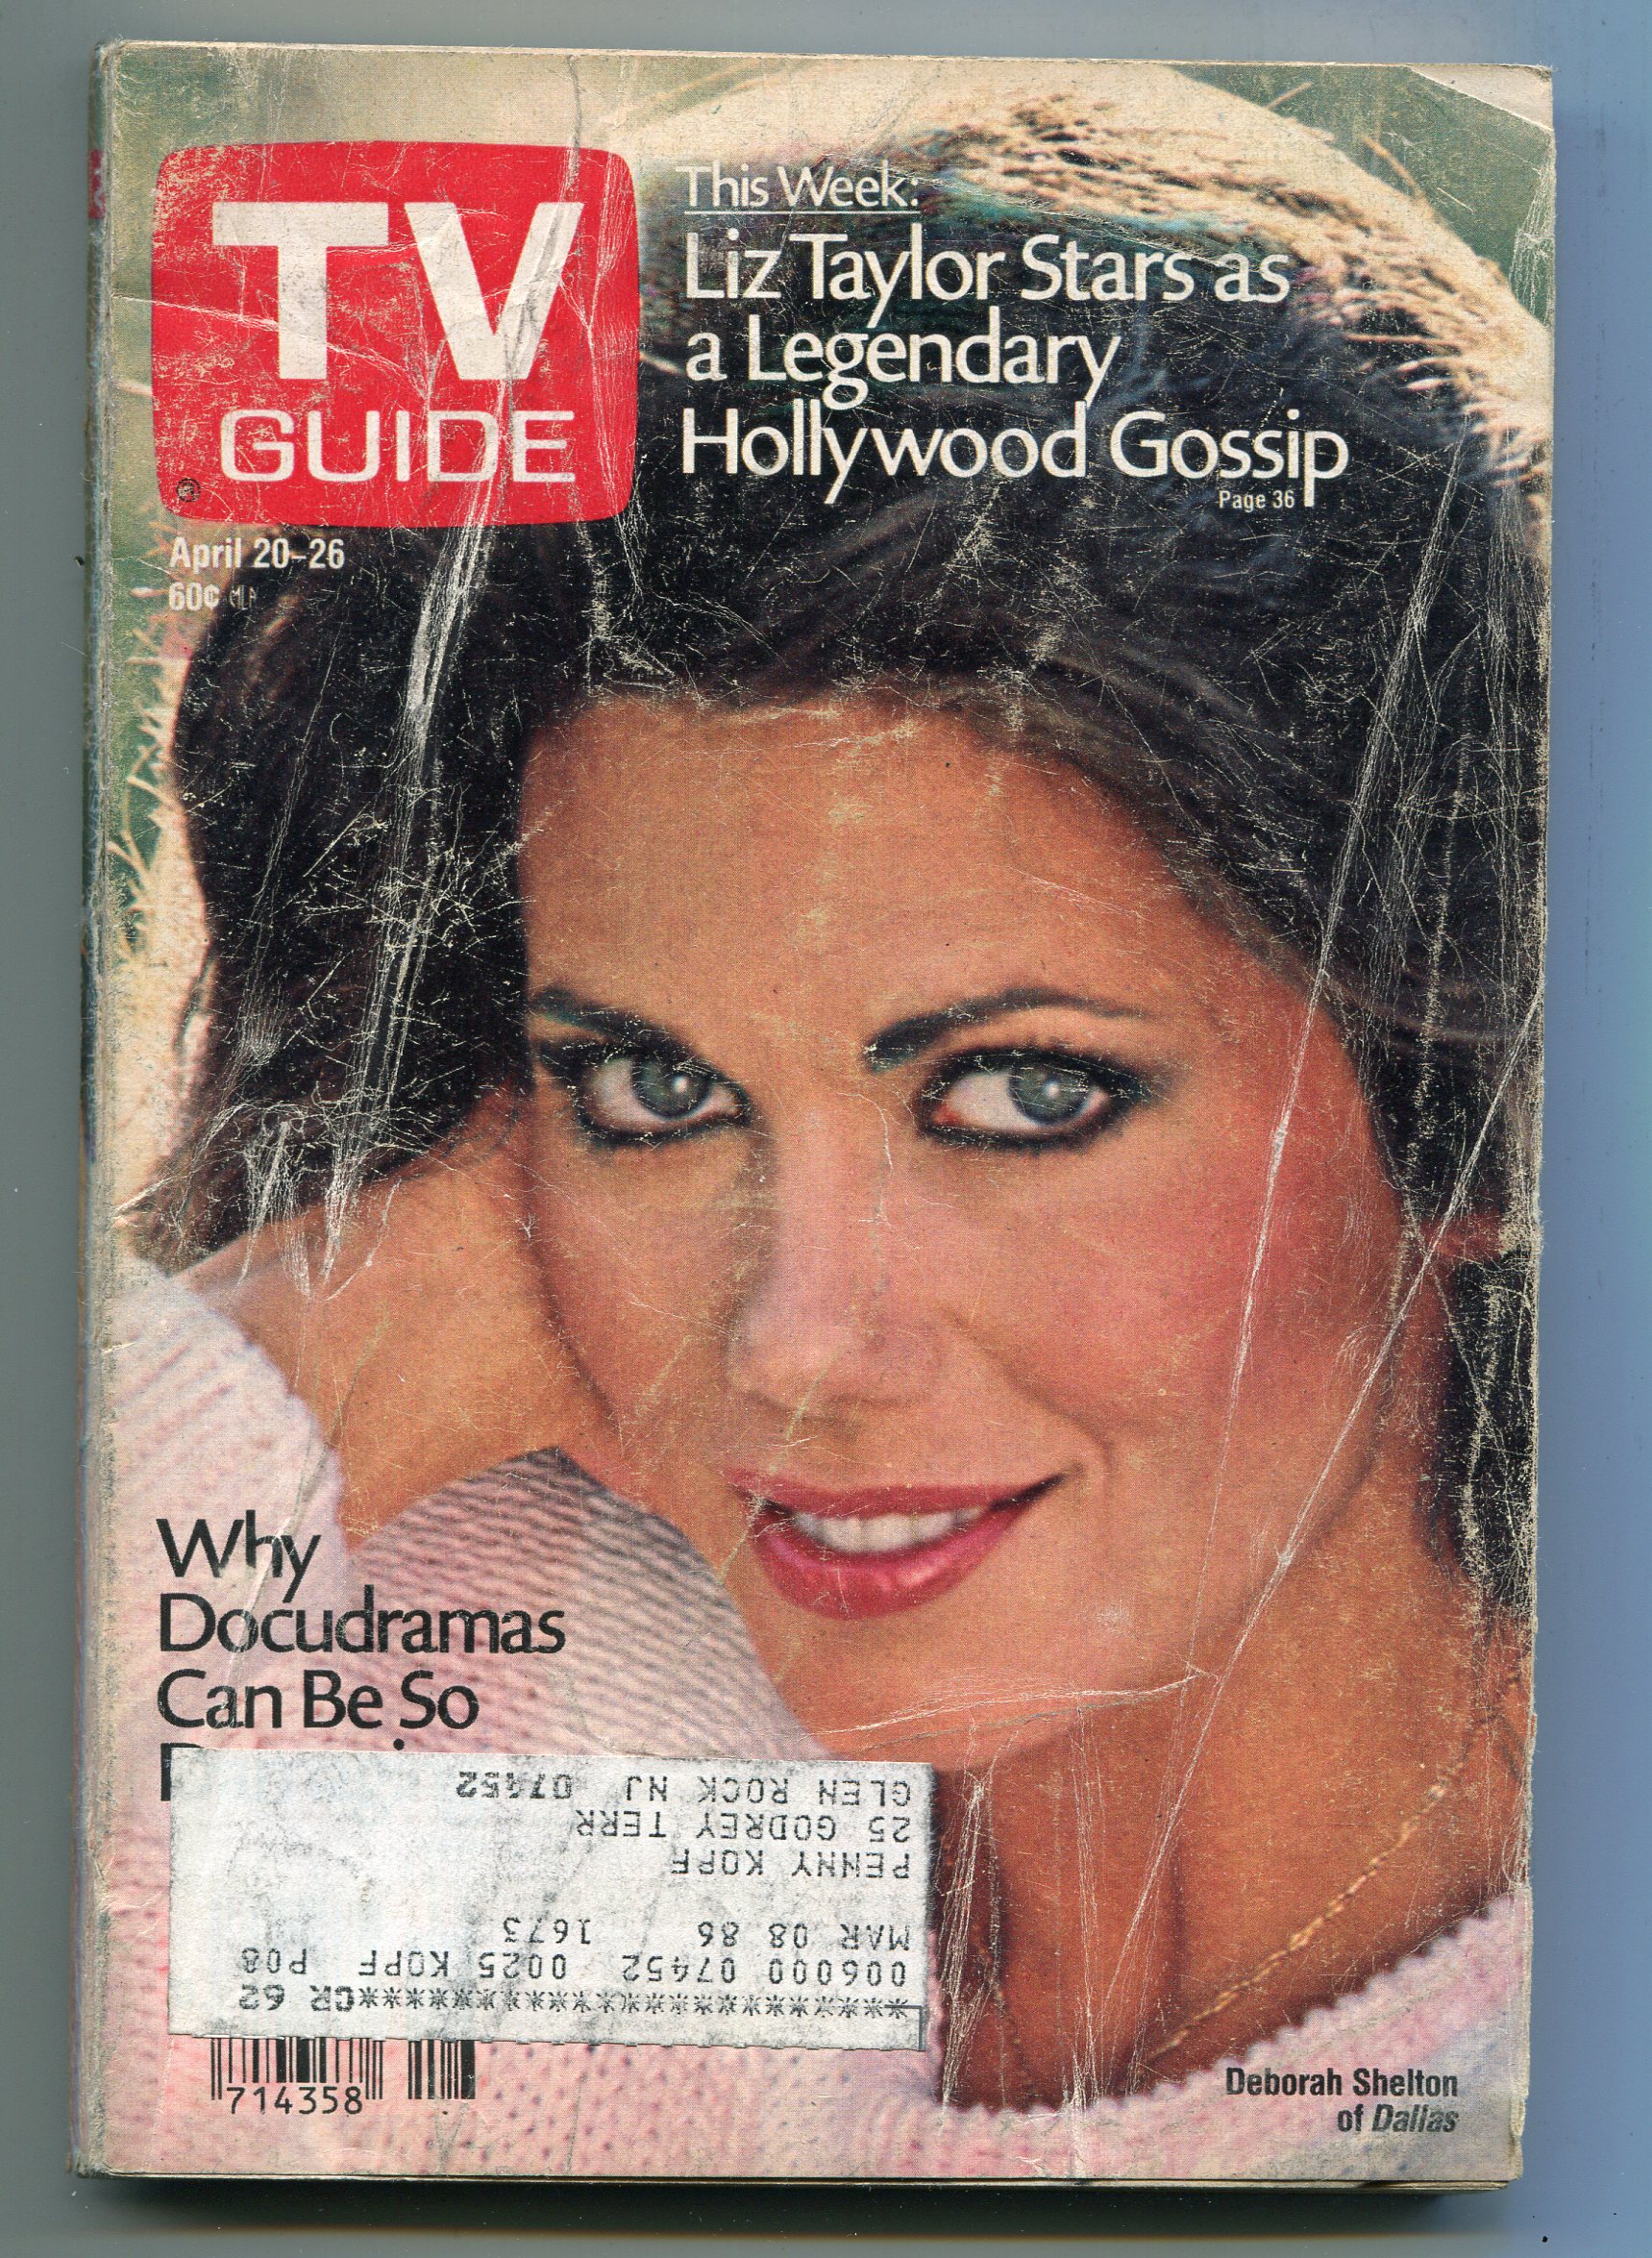 TV
GUIDE
®
This Week:
Liz Taylor Stars as
a Legendary
Hollywood Gossip
Page 36
April 20–26
60¢
Why
Docudramas
Can Be So
GLEN ROCK NJ 07452
25 GODREY TERR
PENNY KOPF
MAR 08 86 1673
006000 07452 0025 KOPF P08
CR 62
714358
Deborah Shelton
of Dallas